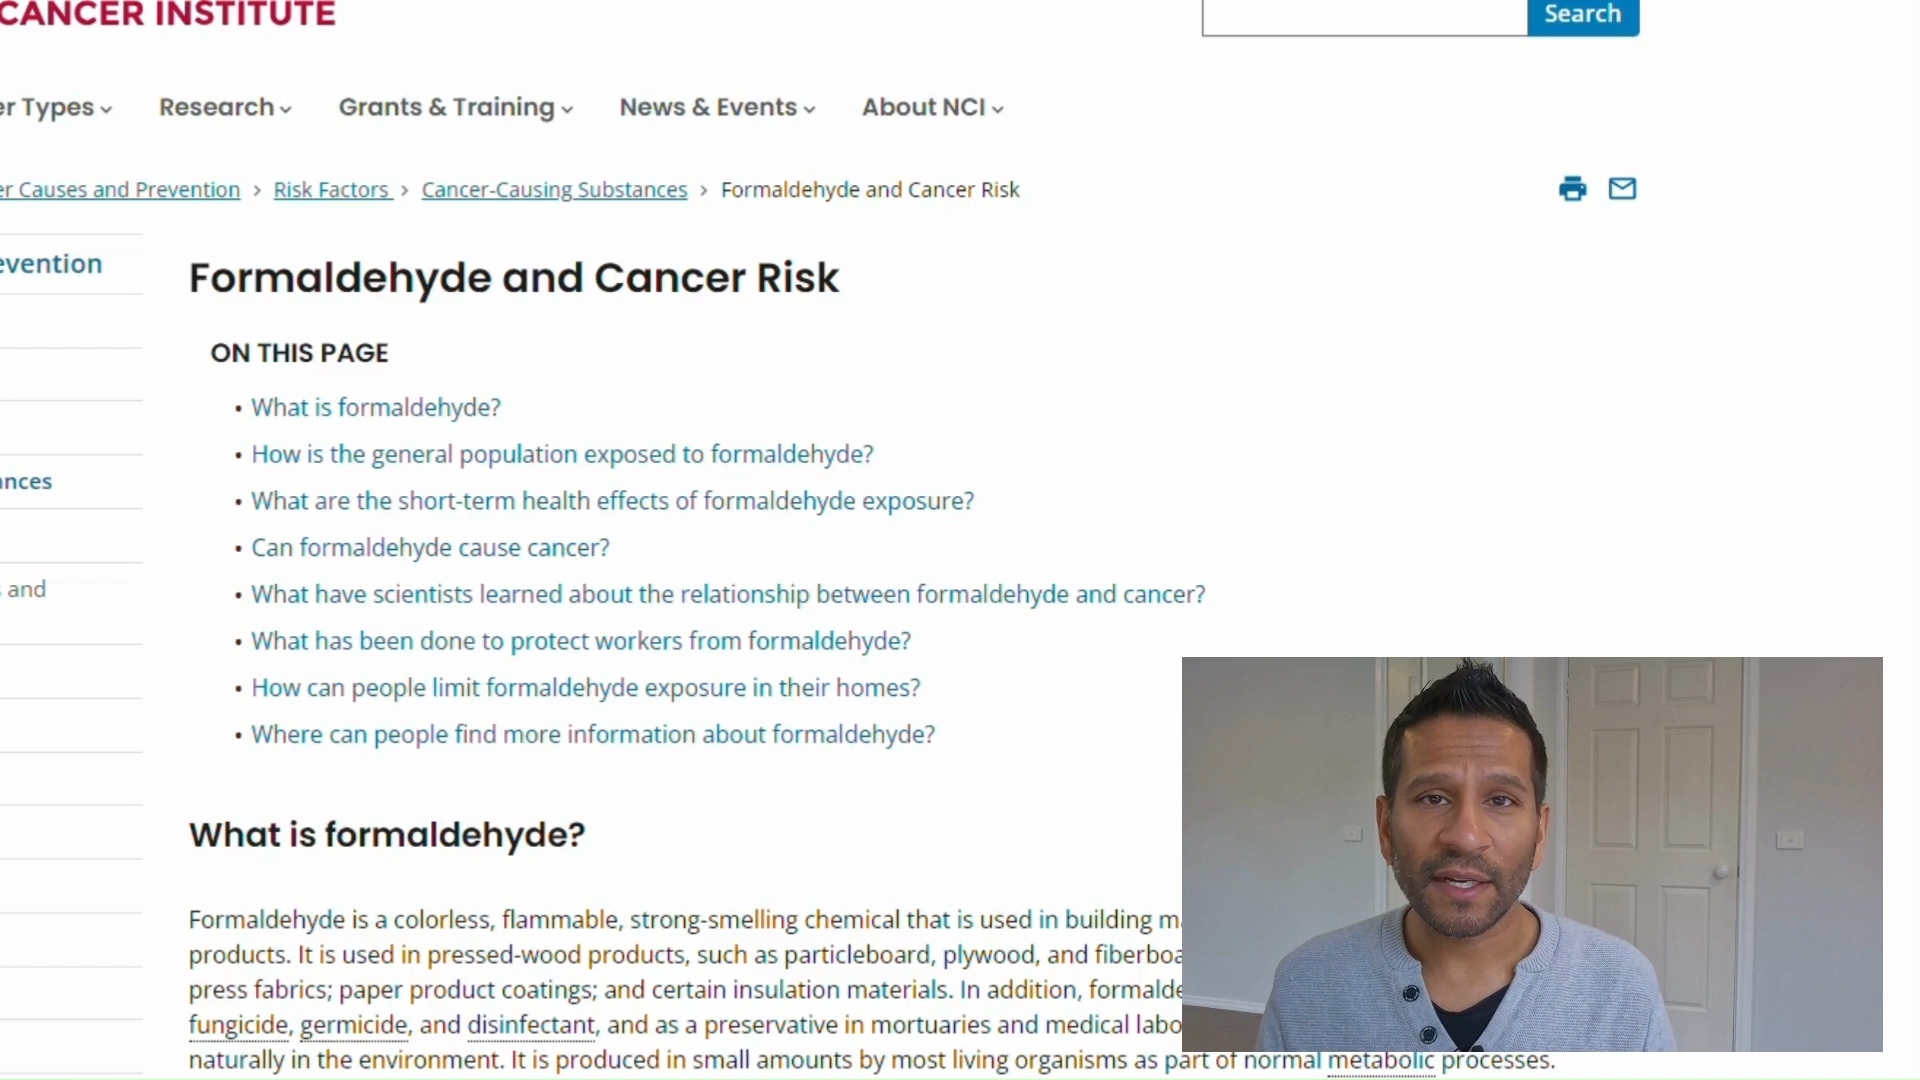 CANCER INSTITUTE
Search
er Types
Research
Grants & Training
News & Events
About NCI
er Causes and Prevention > Risk Factors > Cancer-Causing Substances > Formaldehyde and Cancer Risk
evention
Formaldehyde and Cancer Risk
ON THIS PAGE
• What is formaldehyde?
• How is the general population exposed to formaldehyde?
ances
• What are the short-term health effects of formaldehyde exposure?
• Can formaldehyde cause cancer?
s and
• What have scientists learned about the relationship between formaldehyde and cancer?
• What has been done to protect workers from formaldehyde?
• How can people limit formaldehyde exposure in their homes?
• Where can people find more information about formaldehyde?
What is formaldehyde?
Formaldehyde is a colorless, flammable, strong-smelling chemical that is used in building m
products. It is used in pressed-wood products, such as particleboard, plywood, and fiberboa
press fabrics; paper product coatings; and certain insulation materials. In addition, formalde
fungicide, germicide, and disinfectant, and as a preservative in mortuaries and medical labo
naturally in the environment. It is produced in small amounts by most living organisms as part of normal metabolic processes.